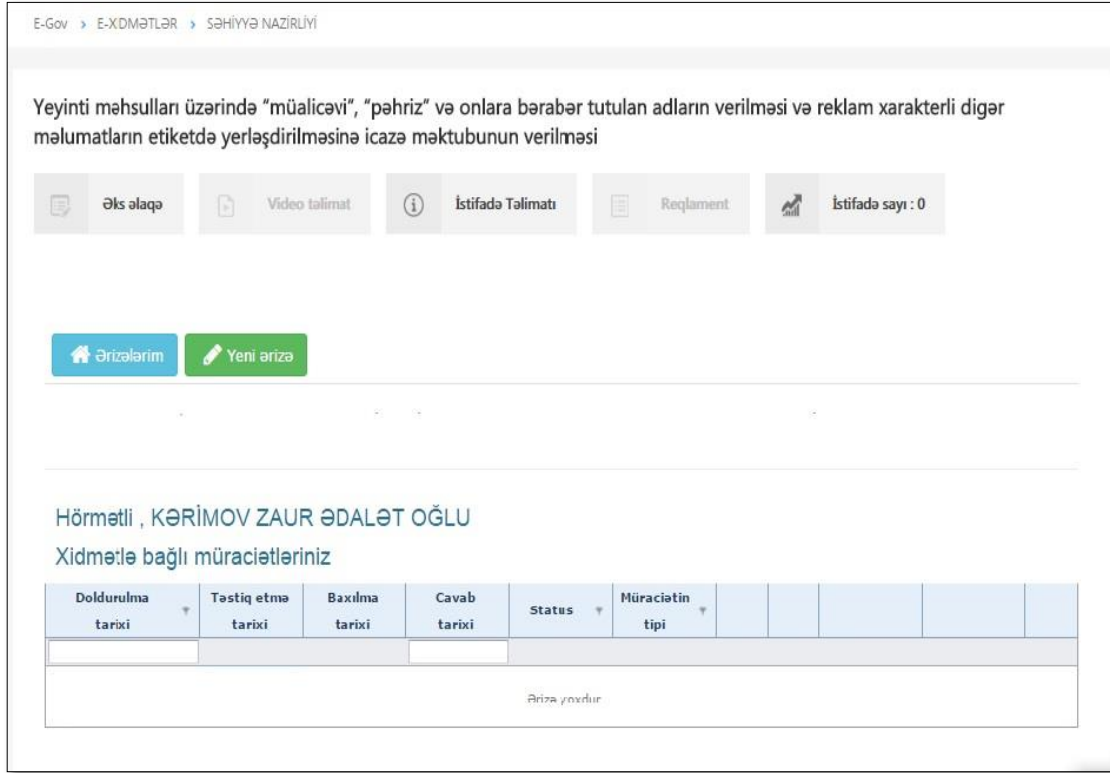 E-Gov > E-XİDMƏTLƏR > SƏHİYYƏ NAZİRLİYİ
Yeyinti məhsulları üzərində “müalicəvi”, “pəhriz” və onlara bərabər tutulan adların verilməsi və reklam xarakterli digər
məlumatların etiketdə yerləşdirilməsinə icazə məktubunun verilməsi
Əks əlaqə Video təlimat İstifadə Təlimatı Reqlament İstifadə sayı : 0
Ərizələrim Yeni ərizə
Hörmətli , KƏRİMOV ZAUR ƏDALƏT OĞLU
Xidmətlə bağlı müraciətləriniz
Doldurulma tarixi Təstiq etmə tarixi Baxılma tarixi Cavab tarixi Status Müraciətin tipi
Ərizə yoxdur